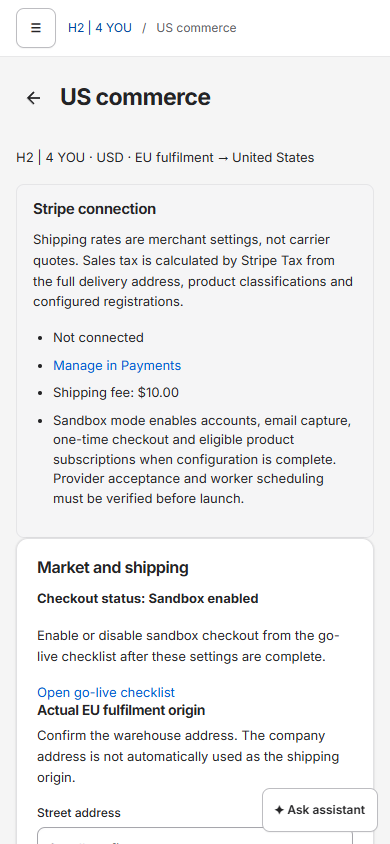 ☰
H2 | 4 YOU / US commerce
← US commerce
H2 | 4 YOU · USD · EU fulfilment → United States
Stripe connection
Shipping rates are merchant settings, not carrier
quotes. Sales tax is calculated by Stripe Tax from
the full delivery address, product classifications and
configured registrations.
• Not connected
• Manage in Payments
• Shipping fee: $10.00
• Sandbox mode enables accounts, email capture,
one-time checkout and eligible product
subscriptions when configuration is complete.
Provider acceptance and worker scheduling
must be verified before launch.
Market and shipping
Checkout status: Sandbox enabled
Enable or disable sandbox checkout from the go-
live checklist after these settings are complete.
Open go-live checklist
Actual EU fulfilment origin
Confirm the warehouse address. The company
address is not automatically used as the shipping
origin.
Street address
✦ Ask assistant